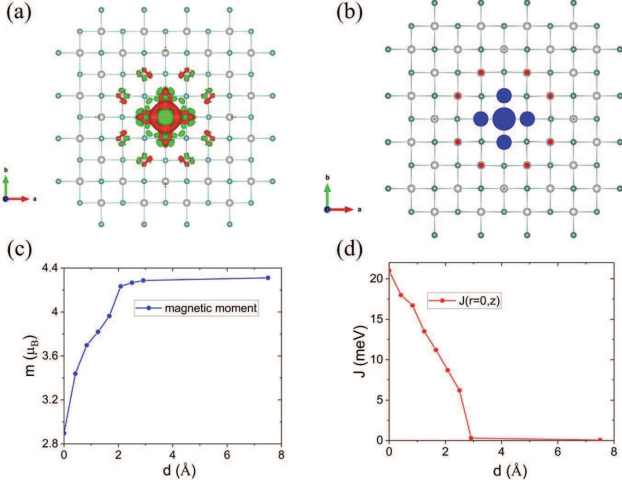 (a)
(b)
b
a
b
a
(c)
(d)
4.4
4.0
3.6
3.2
2.8
m (μB)
magnetic moment
0 2 4 6 8
d (Å)
20
15
10
5
0
J (meV)
J(r=0,z)
0 2 4 6 8
d (Å)